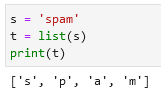 s = 'spam'
t = list(s)
print(t)
['s', 'p', 'a', 'm']